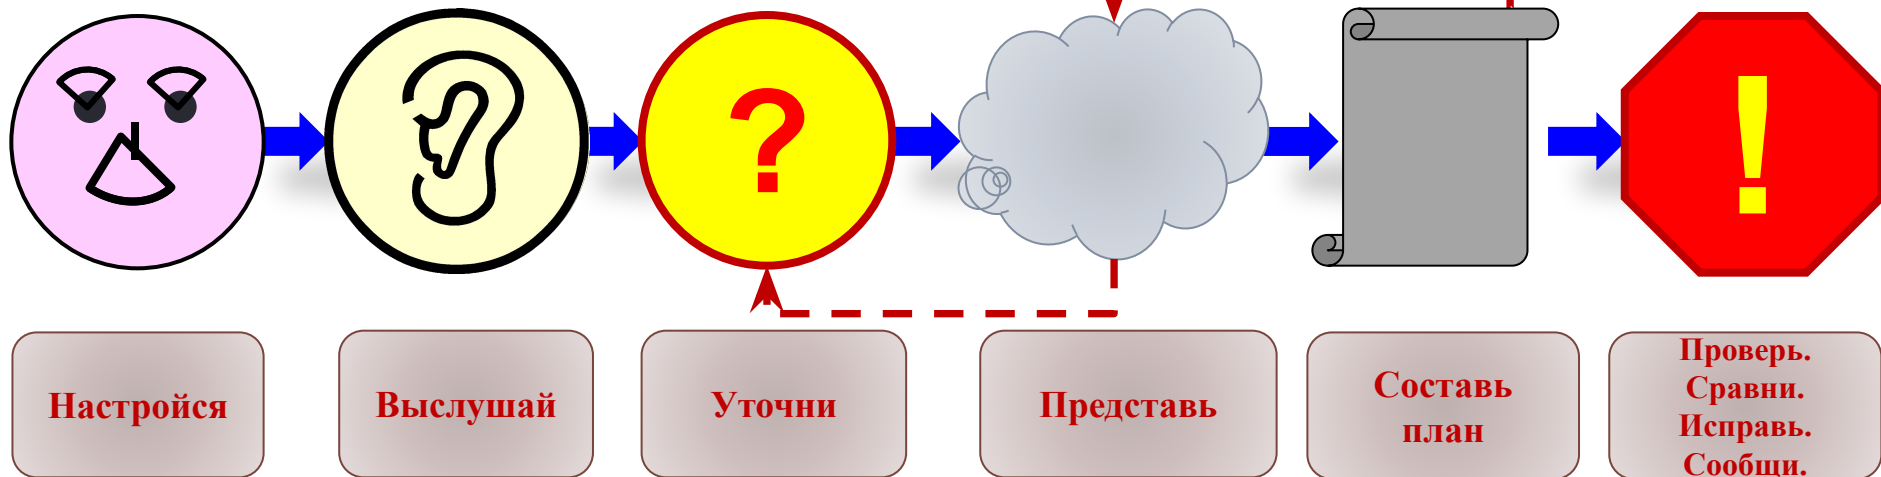 ?
!
Настройся
Выслушай
Уточни
Представь
Составь
план
Проверь.
Сравни.
Исправь.
Сообщи.